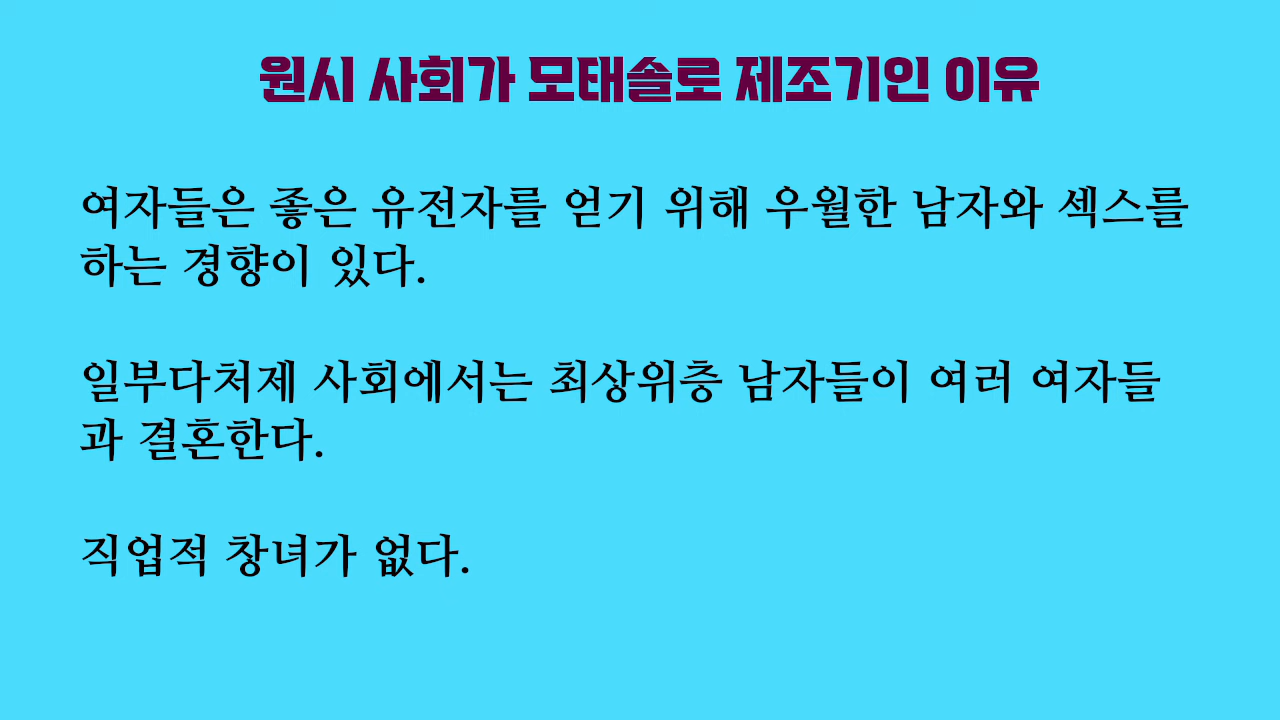 원시 사회가 모태솔로 제조기인 이유
여자들은 좋은 유전자를 얻기 위해 우월한 남자와 섹스를
하는 경향이 있다.
일부다처제 사회에서는 최상위층 남자들이 여러 여자들
과 결혼한다.
직업적 창녀가 없다.